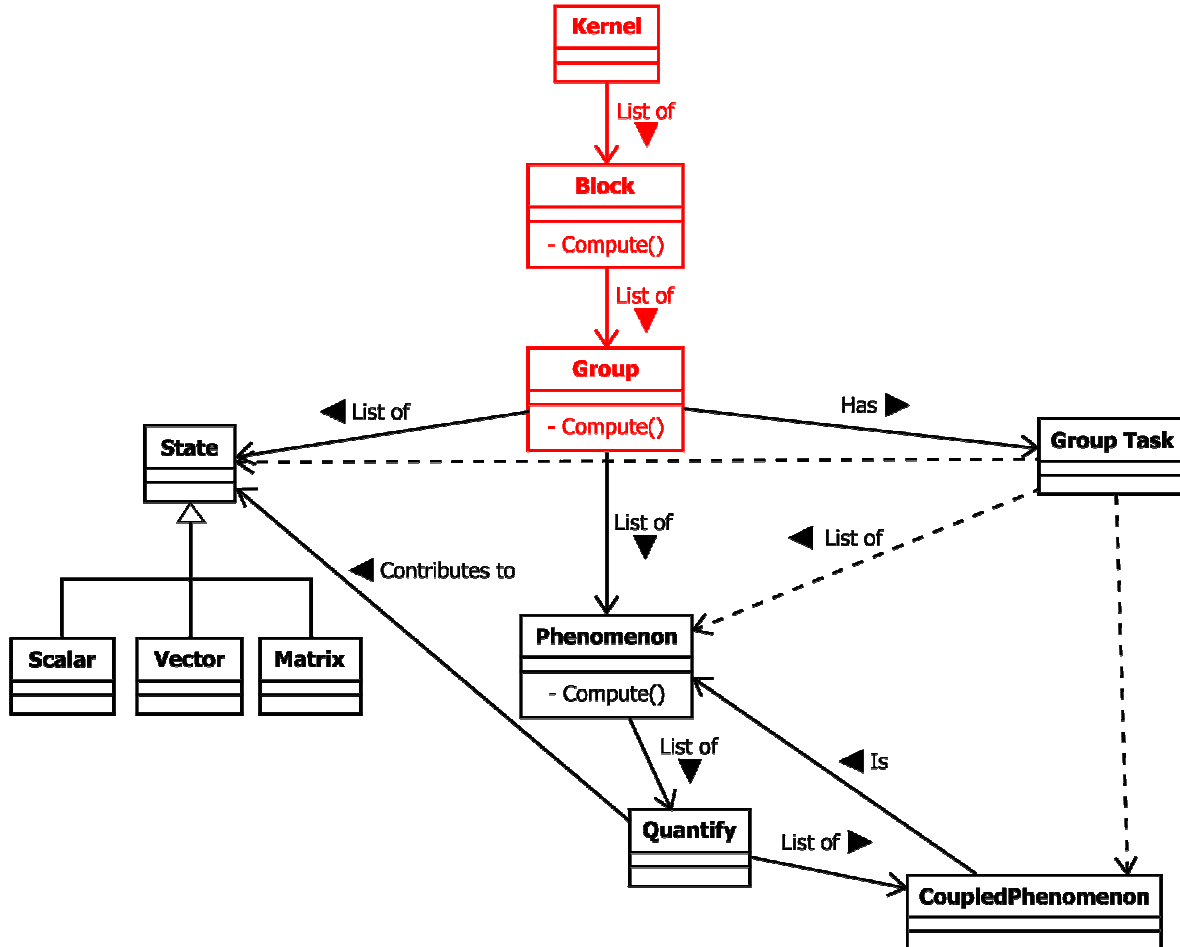 Kernel
List of
Block
- Compute()
List of
Group
- Compute()
List of
Has
State
Group Task
List of
List of
Contributes to
Scalar
Vector
Matrix
Phenomenon
- Compute()
List of
Is
Quantify
List of
CoupledPhenomenon